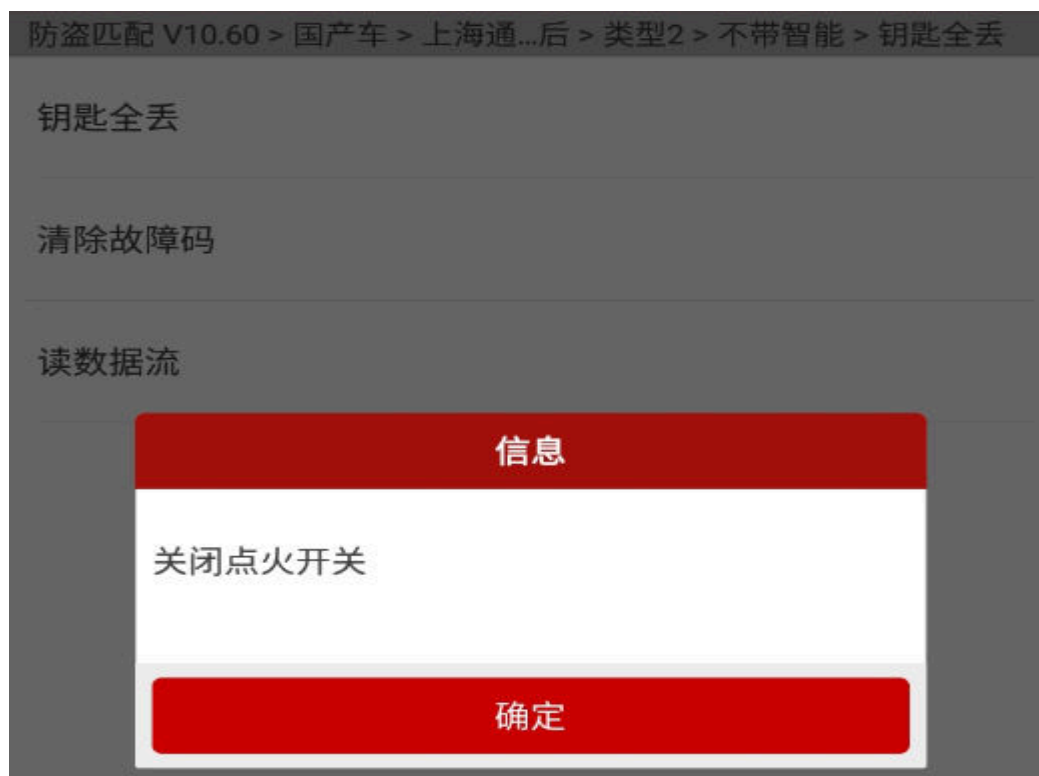 防盗匹配 V10.60 > 国产车 > 上海通...后 > 类型2 > 不带智能 > 钥匙全丢
钥匙全丢
清除故障码
读数据流
信息
关闭点火开关
确定